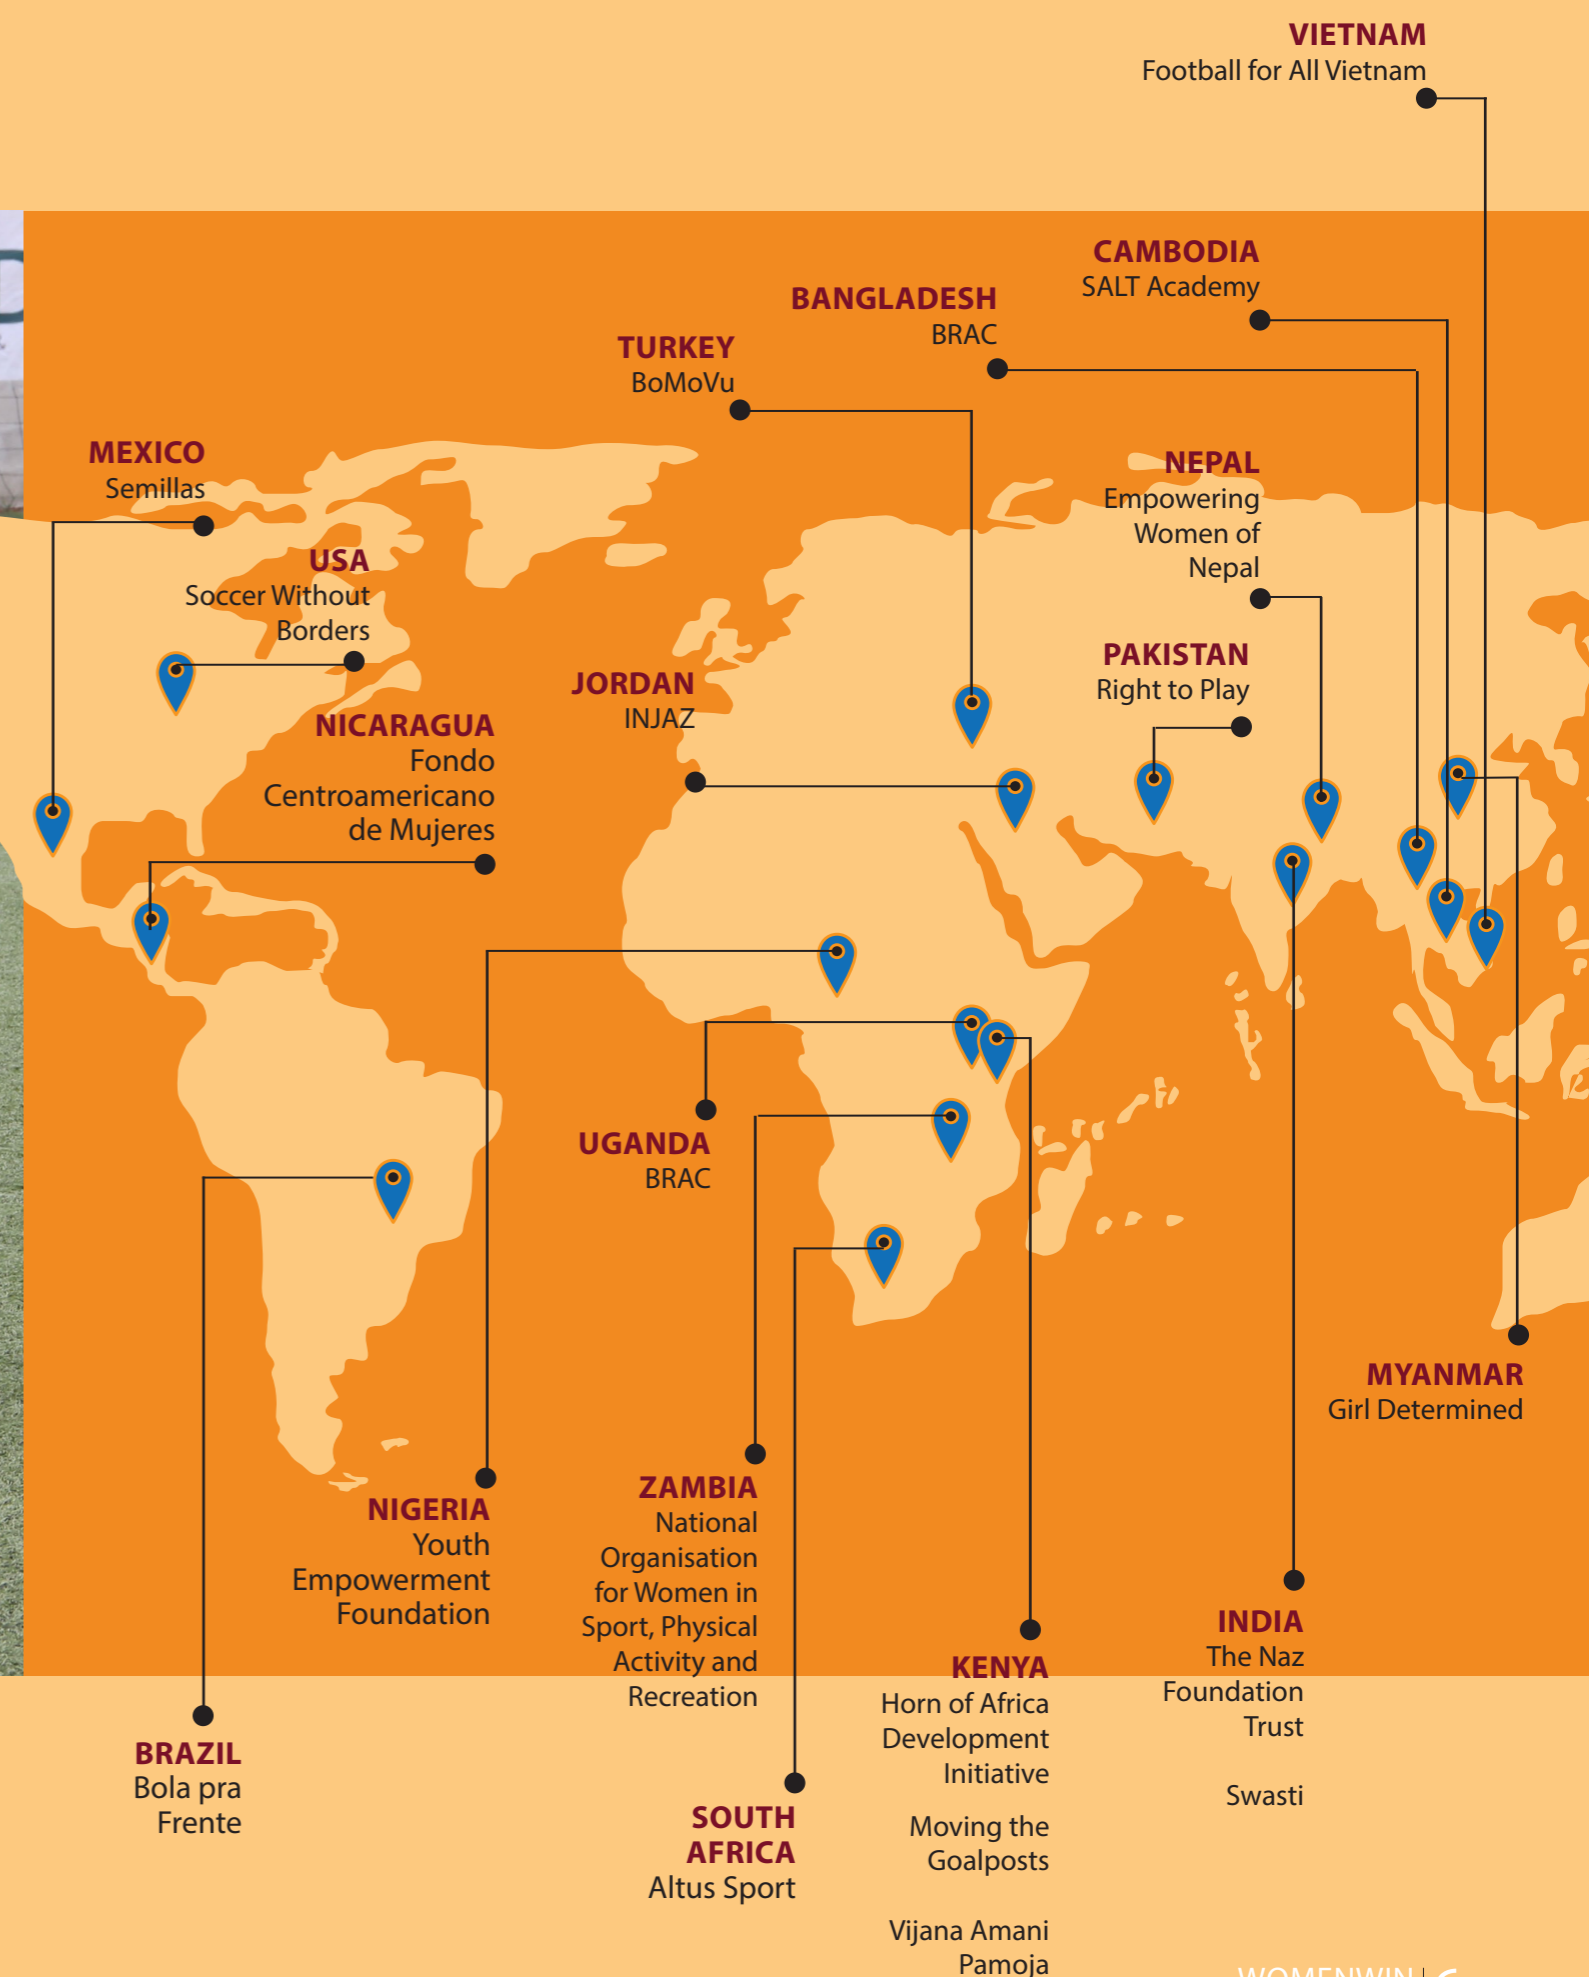 VIETNAM
Football for All Vietnam
CAMBODIA
SALT Academy
BANGLADESH
BRAC
TURKEY
BoMoVu
MEXICO
Semillas
NEPAL
Empowering
Women of
Nepal
USA
Soccer Without
Borders
PAKISTAN
Right to Play
JORDAN
INJAZ
NICARAGUA
Fondo
Centroamericano
de Mujeres
UGANDA
BRAC
MYANMAR
Girl Determined
NIGERIA
Youth
Empowerment
Foundation
ZAMBIA
National
Organisation
for Women in
Sport, Physical
Activity and
Recreation
INDIA
The Naz
Foundation
Trust
Swasti
KENYA
Horn of Africa
Development
Initiative
Moving the
Goalposts
Vijana Amani
Pamoja
BRAZIL
Bola pra
Frente
SOUTH
AFRICA
Altus Sport
WOMENWIN